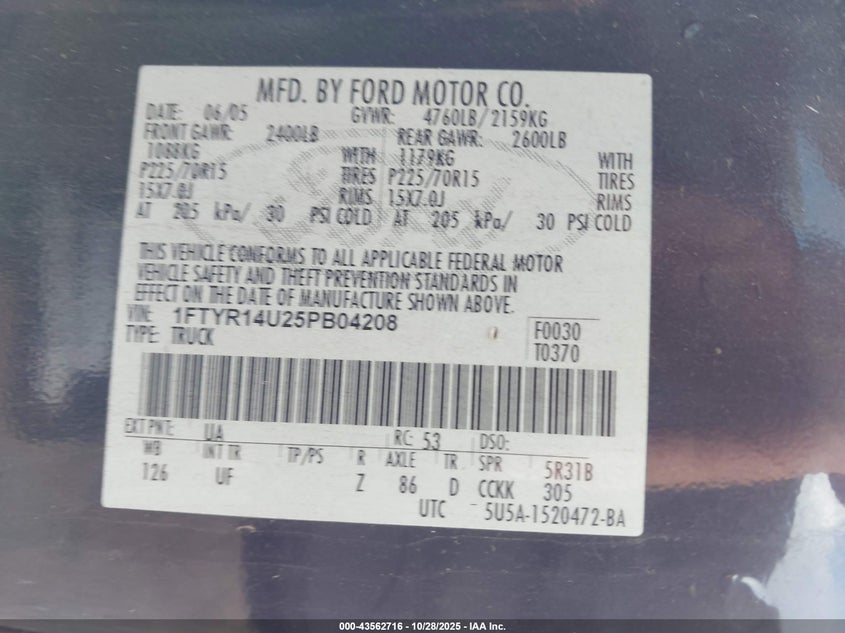 MFD. BY FORD MOTOR CO.
DATE: 06/05 GVWR: 4760LB/2159KG
FRONT GAWR: 2400LB REAR GAWR: 2600LB
1088KG WITH 1179KG WITH
P225/70R15 TIRES P225/70R15 TIRES
15X7.0J RIMS 15X7.0J RIMS
AT 205 kPa/ 30 PSI COLD AT 205 kPa/ 30 PSI COLD
THIS VEHICLE CONFORMS TO ALL APPLICABLE FEDERAL MOTOR
VEHICLE SAFETY AND THEFT PREVENTION STANDARDS IN
EFFECT ON THE DATE OF MANUFACTURE SHOWN ABOVE.
VIN: 1FTYR14U25PB04208 F0030
TYPE: TRUCK T0370
EXT PNT: UA RC: 53 DSO:
WB INT TR TP/PS R AXLE TR SPR 5R31B
126 UF Z 86 D CCKK 305
UTC 5U5A-1520472-BA
000-43562716 - 10/28/2025 - IAA Inc.